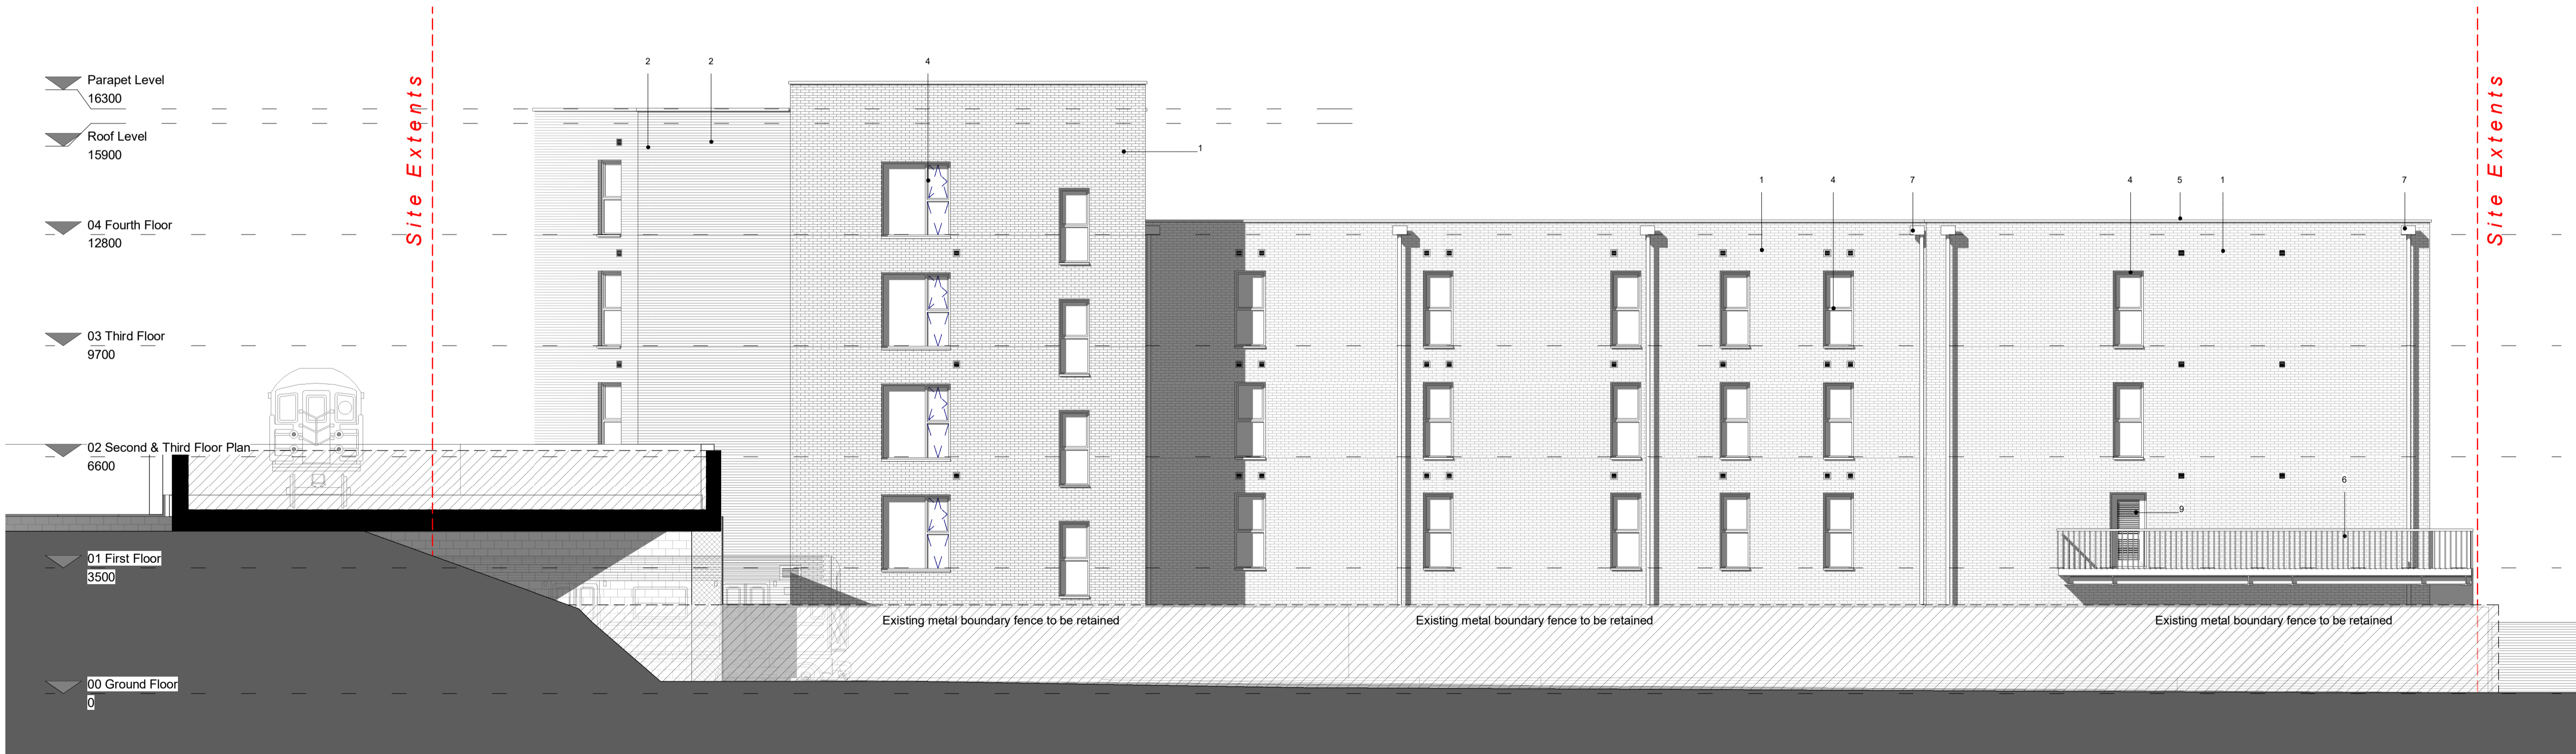 Parapet Level
16300
Roof Level
15900
04 Fourth Floor
12800
03 Third Floor
9700
02 Second & Third Floor Plan
6600
01 First Floor
3500
00 Ground Floor
0
Site Extents
2 2 4
1
1 4 7 4 5 1 7
6
9
Site Extents
Existing metal boundary fence to be retained
Existing metal boundary fence to be retained
Existing metal boundary fence to be retained